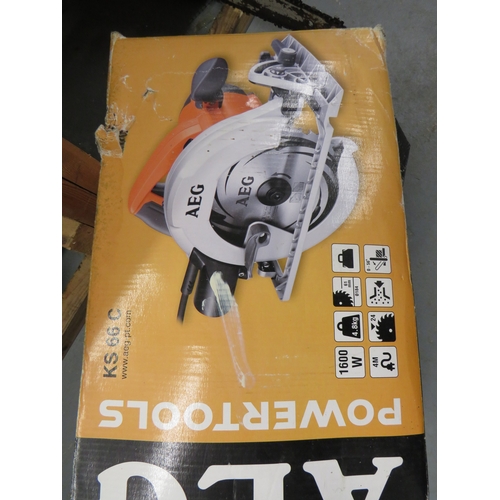 AEG
POWERTOOLS
KS 66 C
www.aeg-pt.com
AEG
AEG
1600 W
4.8kg
4M
24